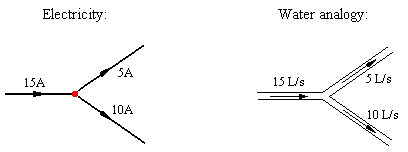 Electricity:
Water analogy:
15A
5A
10A
15 L/s
5 L/s
10 L/s